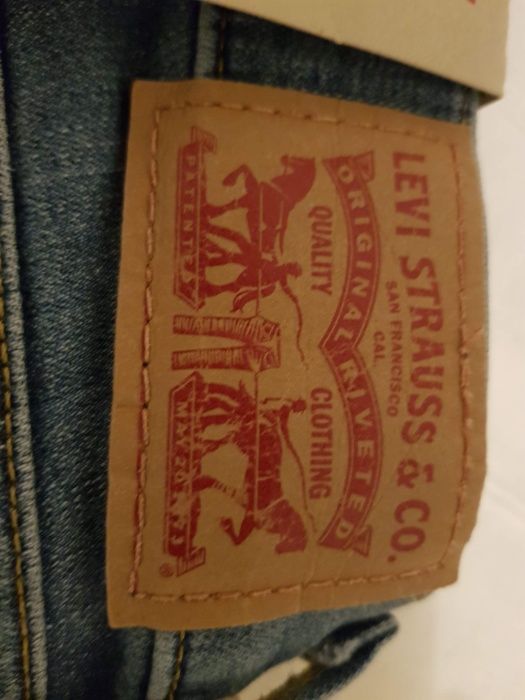 LEVI STRAUSS & CO.
SAN FRANCISCO
CAL.
ORIGINAL RIVETED
QUALITY CLOTHING
PATENTED
MAY 20 1873
®